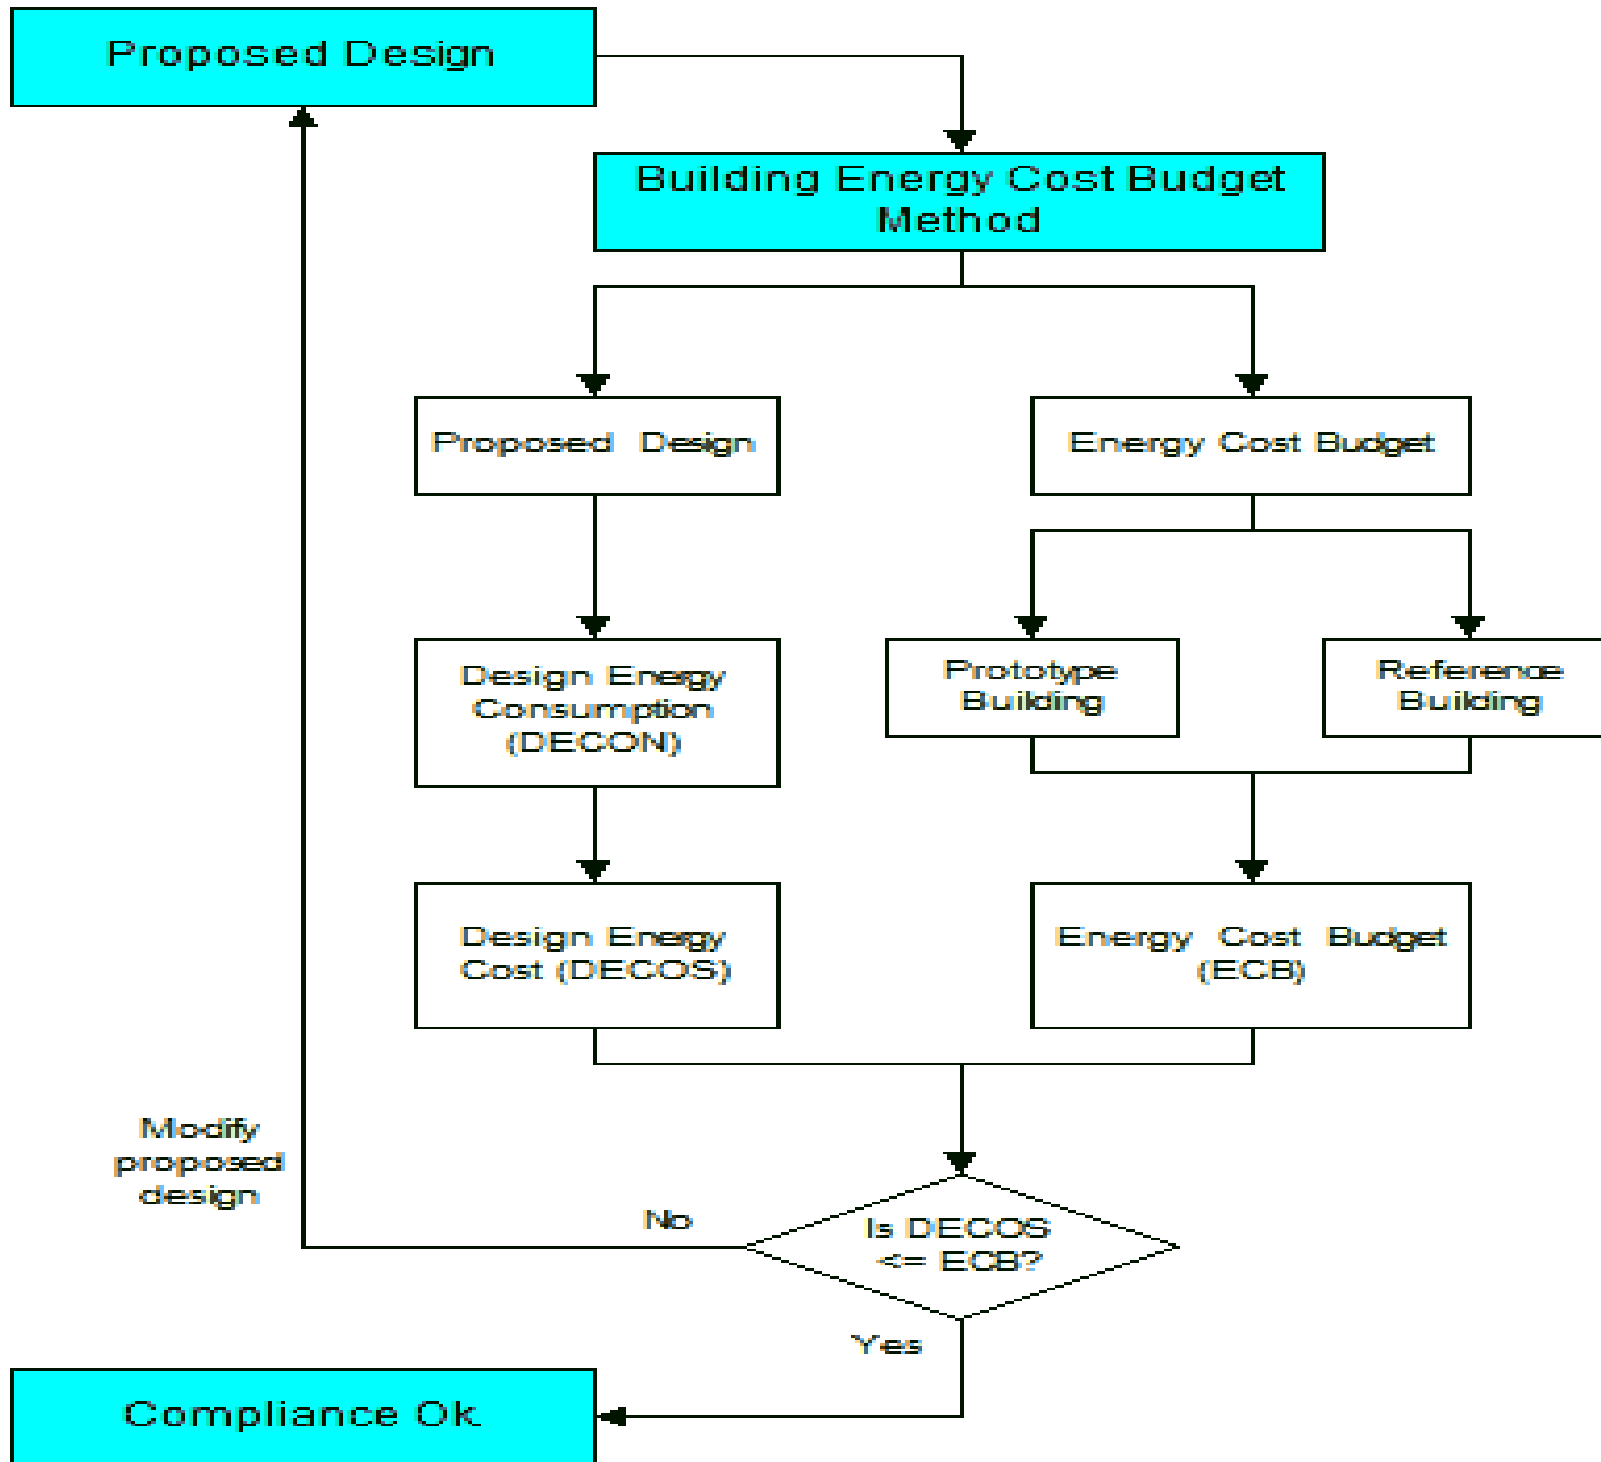 Proposed Design
Building Energy Cost Budget
Method
Proposed Design
Energy Cost Budget
Design Energy
Consumption
(DECON)
Prototype
Building
Reference
Building
Design Energy
Cost (DECOS)
Energy Cost Budget
(ECB)
Modify
proposed
design
No
Is DECOS
<= ECB?
Yes
Compliance Ok.